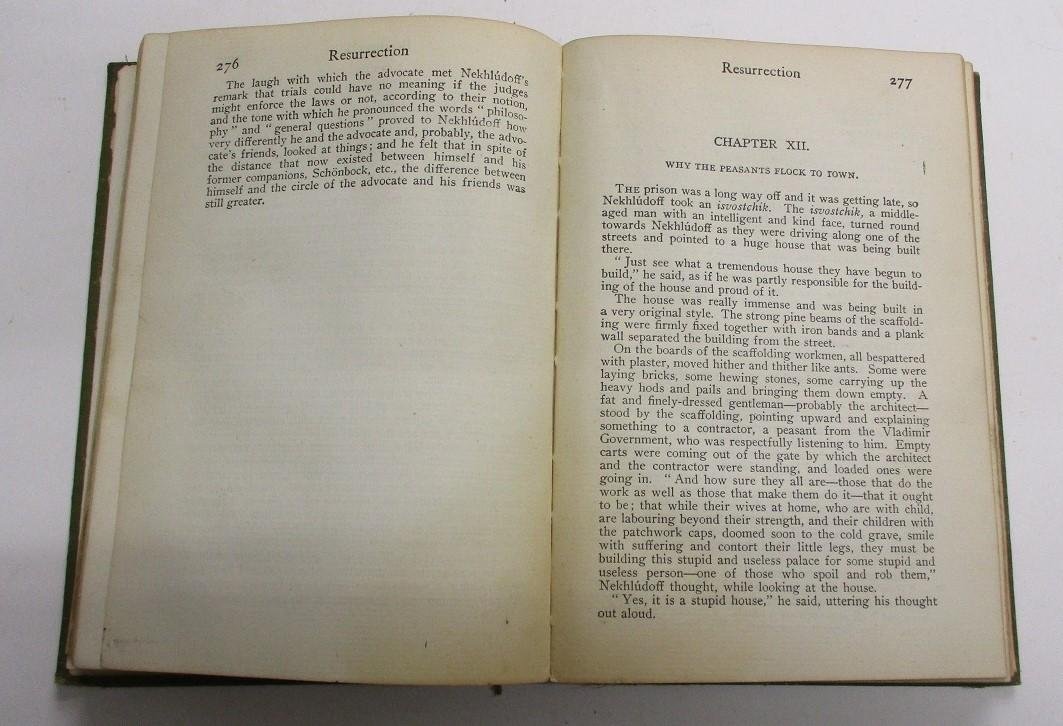 276
Resurrection
The laugh with which the advocate met Nekhlúdoff's
remark that trials could have no meaning if the judges
might enforce the laws or not, according to their notion,
and the tone with which he pronounced the words "philoso-
phy" and "general questions" proved to Nekhlúdoff how
very differently he and the advocate and, probably, the advo-
cate's friends, looked at things; and he felt that in spite of
the distance that now existed between himself and his
former companions, Schönbock, etc., the difference between
himself and the circle of the advocate and his friends was
still greater.
Resurrection
277
CHAPTER XII.
WHY THE PEASANTS FLOCK TO TOWN.
THE prison was a long way off and it was getting late, so
Nekhlúdoff took an isvostchik. The isvostchik, a middle-
aged man with an intelligent and kind face, turned round
towards Nekhlúdoff as they were driving along one of the
streets and pointed to a huge house that was being built
there.
"Just see what a tremendous house they have begun to
build," he said, as if he was partly responsible for the build-
ing of the house and proud of it.
The house was really immense and was being built in
a very original style. The strong pine beams of the scaffold-
ing were firmly fixed together with iron bands and a plank
wall separated the building from the street.
On the boards of the scaffolding workmen, all bespattered
with plaster, moved hither and thither like ants. Some were
laying bricks, some hewing stones, some carrying up the
heavy hods and pails and bringing them down empty. A
fat and finely-dressed gentleman—probably the architect—
stood by the scaffolding, pointing upward and explaining
something to a contractor, a peasant from the Vladimir
Government, who was respectfully listening to him. Empty
carts were coming out of the gate by which the architect
and the contractor were standing, and loaded ones were
going in. "And how sure they all are—those that do the
work as well as those that make them do it—that it ought
to be; that while their wives at home, who are with child,
are labouring beyond their strength, and their children with
the patchwork caps, doomed soon to the cold grave, smile
with suffering and contort their little legs, they must be
building this stupid and useless palace for some stupid and
useless person—one of those who spoil and rob them,"
Nekhlúdoff thought, while looking at the house.
"Yes, it is a stupid house," he said, uttering his thought
out aloud.